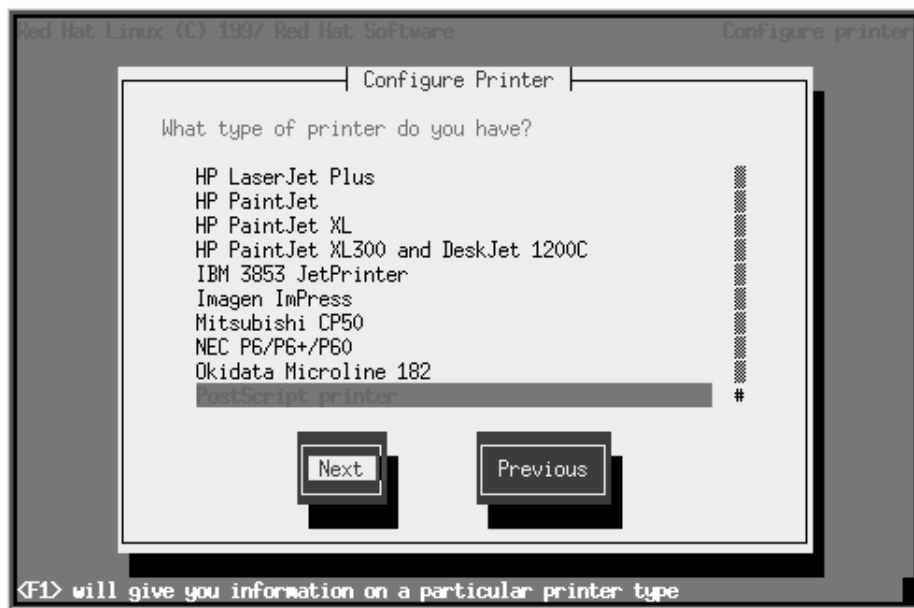 Red Hat Linux (C) 1997 Red Hat Software Configure printer
Configure Printer
What type of printer do you have?
HP LaserJet Plus
HP PaintJet
HP PaintJet XL
HP PaintJet XL300 and DeskJet 1200C
IBM 3853 JetPrinter
Imagen ImPress
Mitsubishi CP50
NEC P6/P6+/P60
Okidata Microline 182
PostScript printer #
Next Previous
<F1> will give you information on a particular printer type